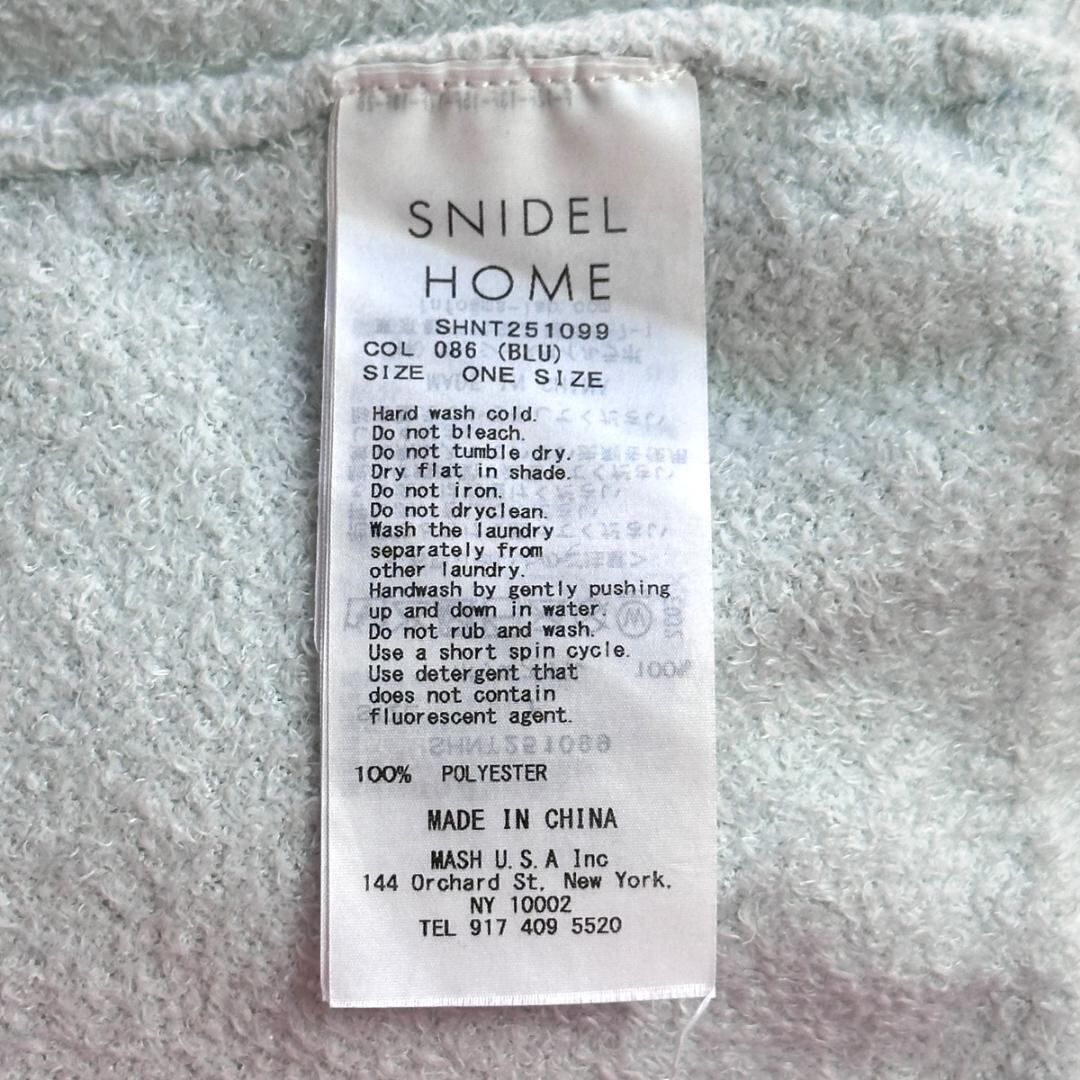 SNIDEL
HOME
SHNT251099
COL 086 (BLU)
SIZE ONE SIZE
Hand wash cold.
Do not bleach.
Do not tumble dry.
Dry flat in shade.
Do not iron.
Do not dryclean.
Wash the laundry
separately from
other laundry.
Handwash by gently pushing
up and down in water.
Do not rub and wash.
Use a short spin cycle.
Use detergent that
does not contain
fluorescent agent.
100% POLYESTER
MADE IN CHINA
MASH U.S.A Inc
144 Orchard St, New York,
NY 10002
TEL 917 409 5520